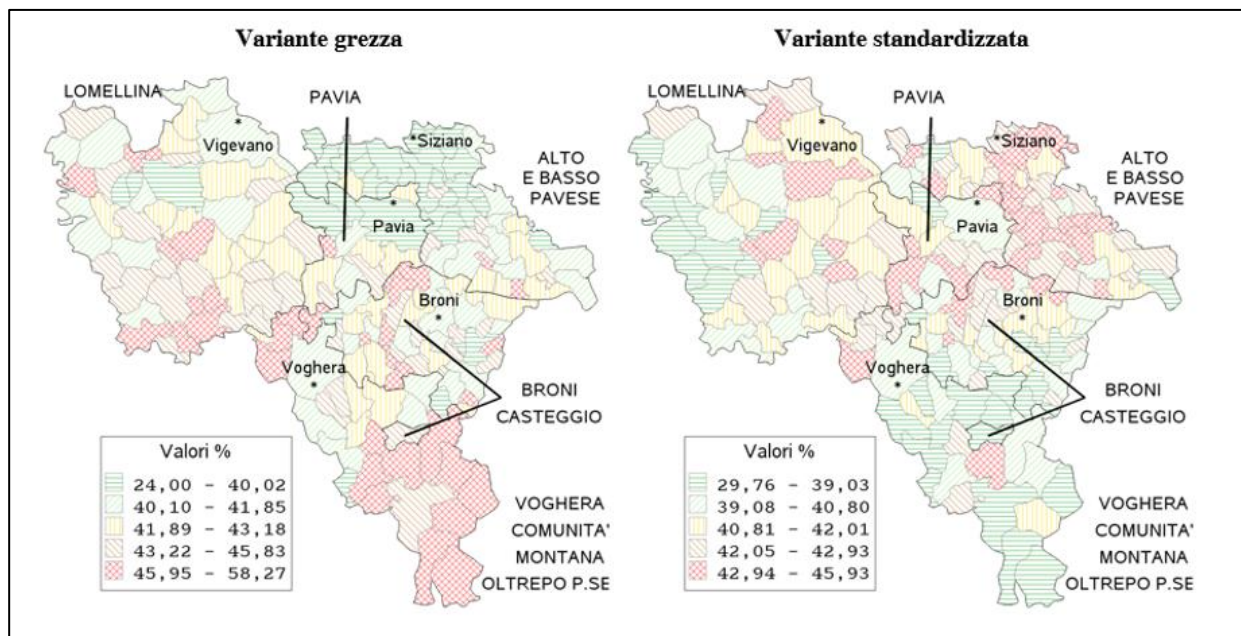 Variante grezza
LOMELLINA
PAVIA
Vigevano
*
*Siziano
ALTO
E BASSO
PAVESE
*
Pavia
Broni
*
Voghera
*
BRONI
CASTEGGIO
Valori %
24,00 - 40,02
40,10 - 41,85
41,89 - 43,18
43,22 - 45,83
45,95 - 58,27
VOGHERA
COMUNITA'
MONTANA
OLTREPO P.SE
Variante standardizzata
LOMELLINA
PAVIA
*
Vigevano
*
Siziano
ALTO
E BASSO
PAVESE
*
Pavia
Broni
*
Voghera
*
BRONI
CASTEGGIO
Valori %
29,76 - 39,03
39,08 - 40,80
40,81 - 42,01
42,05 - 42,93
42,94 - 45,93
VOGHERA
COMUNITA'
MONTANA
OLTREPO P.SE